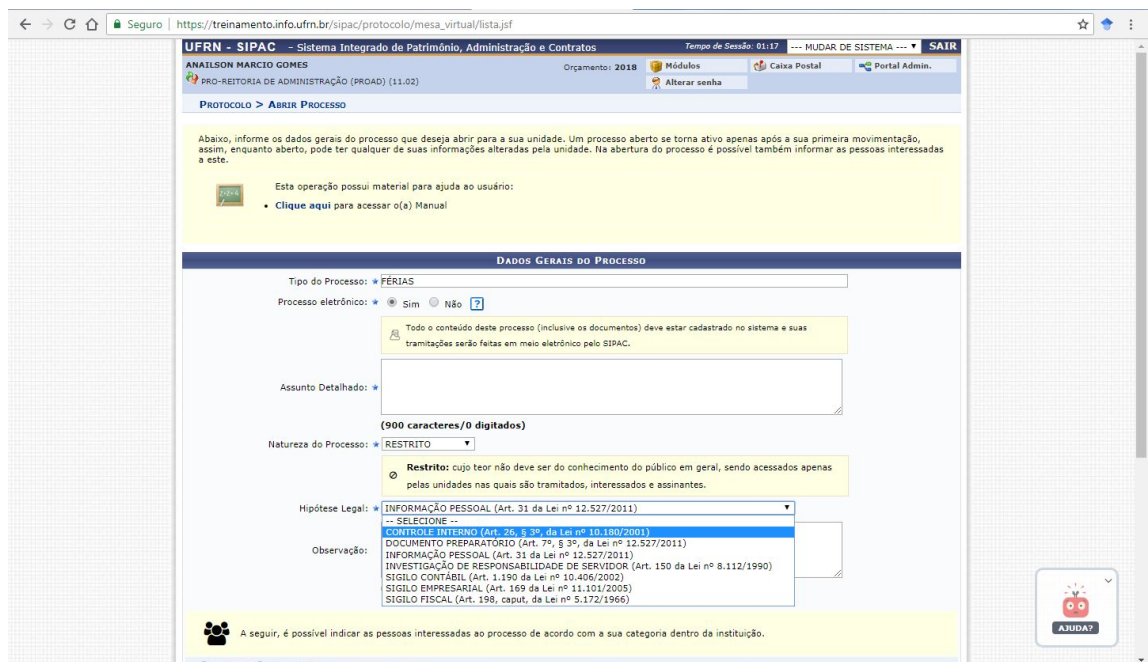 Seguro | https://treinamento.info.ufrn.br/sipac/protocolo/mesa_virtual/lista.jsf
UFRN - SIPAC - Sistema Integrado de Patrimônio, Administração e Contratos Tempo de Sessão: 01:17 --- MUDAR DE SISTEMA --- SAIR
ANAILSON MARCIO GOMES Orçamento: 2018 Módulos Caixa Postal Portal Admin.
PRO-REITORIA DE ADMINISTRAÇÃO (PROAD) (11.02) Alterar senha
PROTOCOLO > ABRIR PROCESSO
Abaixo, informe os dados gerais do processo que deseja abrir para a sua unidade. Um processo aberto se torna ativo apenas após a sua primeira movimentação,
assim, enquanto aberto, pode ter qualquer de suas informações alteradas pela unidade. Na abertura do processo é possível também informar as pessoas interessadas
a este.
Esta operação possui material para ajuda ao usuário:
• Clique aqui para acessar o(a) Manual
DADOS GERAIS DO PROCESSO
Tipo do Processo: FÉRIAS
Processo eletrônico: Sim Não ?
Todo o conteúdo deste processo (inclusive os documentos) deve estar cadastrado no sistema e suas
tramitações serão feitas em meio eletrônico pelo SIPAC.
Assunto Detalhado:
(900 caracteres/0 digitados)
Natureza do Processo: RESTRITO
Restrito: cujo teor não deve ser do conhecimento do público em geral, sendo acessados apenas
pelas unidades nas quais são tramitados, interessados e assinantes.
Hipótese Legal: INFORMAÇÃO PESSOAL (Art. 31 da Lei nº 12.527/2011)
-- SELECIONE --
CONTROLE INTERNO (Art. 26, § 3º, da Lei nº 10.180/2001)
DOCUMENTO PREPARATÓRIO (Art. 7º, § 3º, da Lei nº 12.527/2011)
Observação: INFORMAÇÃO PESSOAL (Art. 31 da Lei nº 12.527/2011)
INVESTIGAÇÃO DE RESPONSABILIDADE DE SERVIDOR (Art. 150 da Lei nº 8.112/1990)
SIGILO CONTÁBIL (Art. 1.190 da Lei nº 10.406/2002)
SIGILO EMPRESARIAL (Art. 169 da Lei nº 11.101/2005)
SIGILO FISCAL (Art. 198, caput, da Lei nº 5.172/1966)
A seguir, é possível indicar as pessoas interessadas ao processo de acordo com a sua categoria dentro da instituição.
AJUDA?